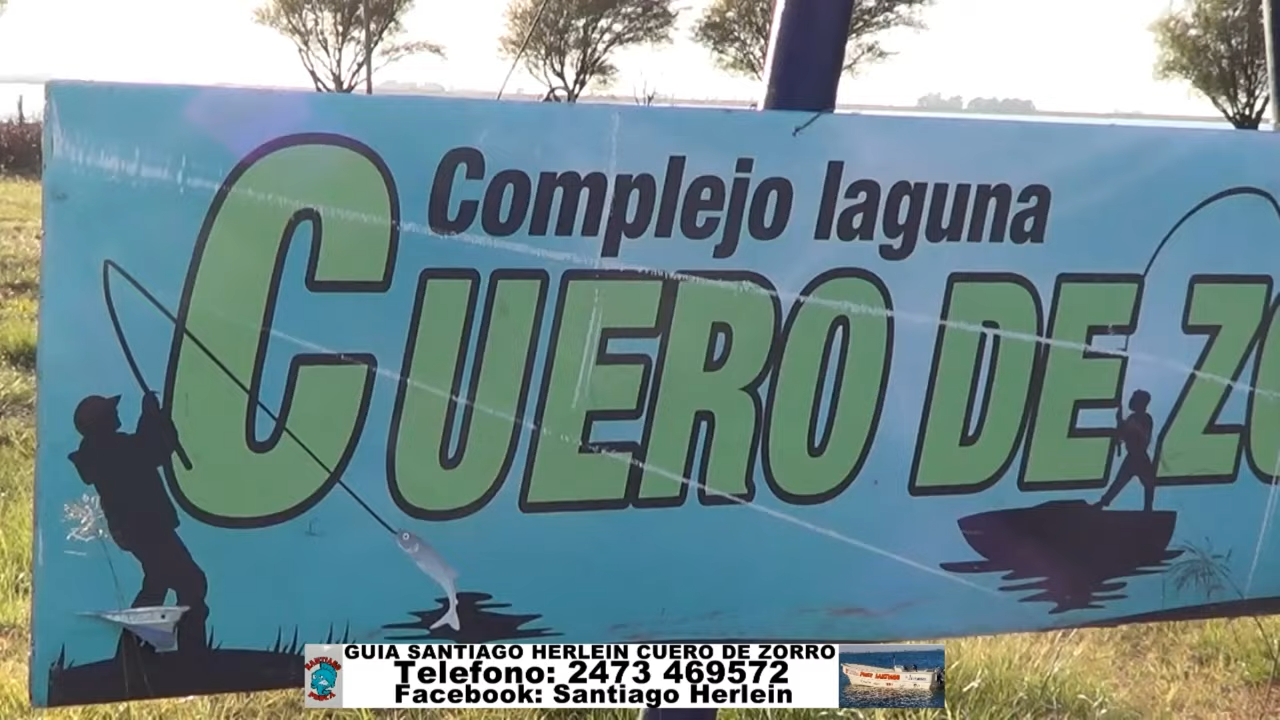 Complejo laguna
CUERO DE ZO
GUIA SANTIAGO HERLEIN CUERO DE ZORRO
Telefono: 2473 469572
Facebook: Santiago Herlein